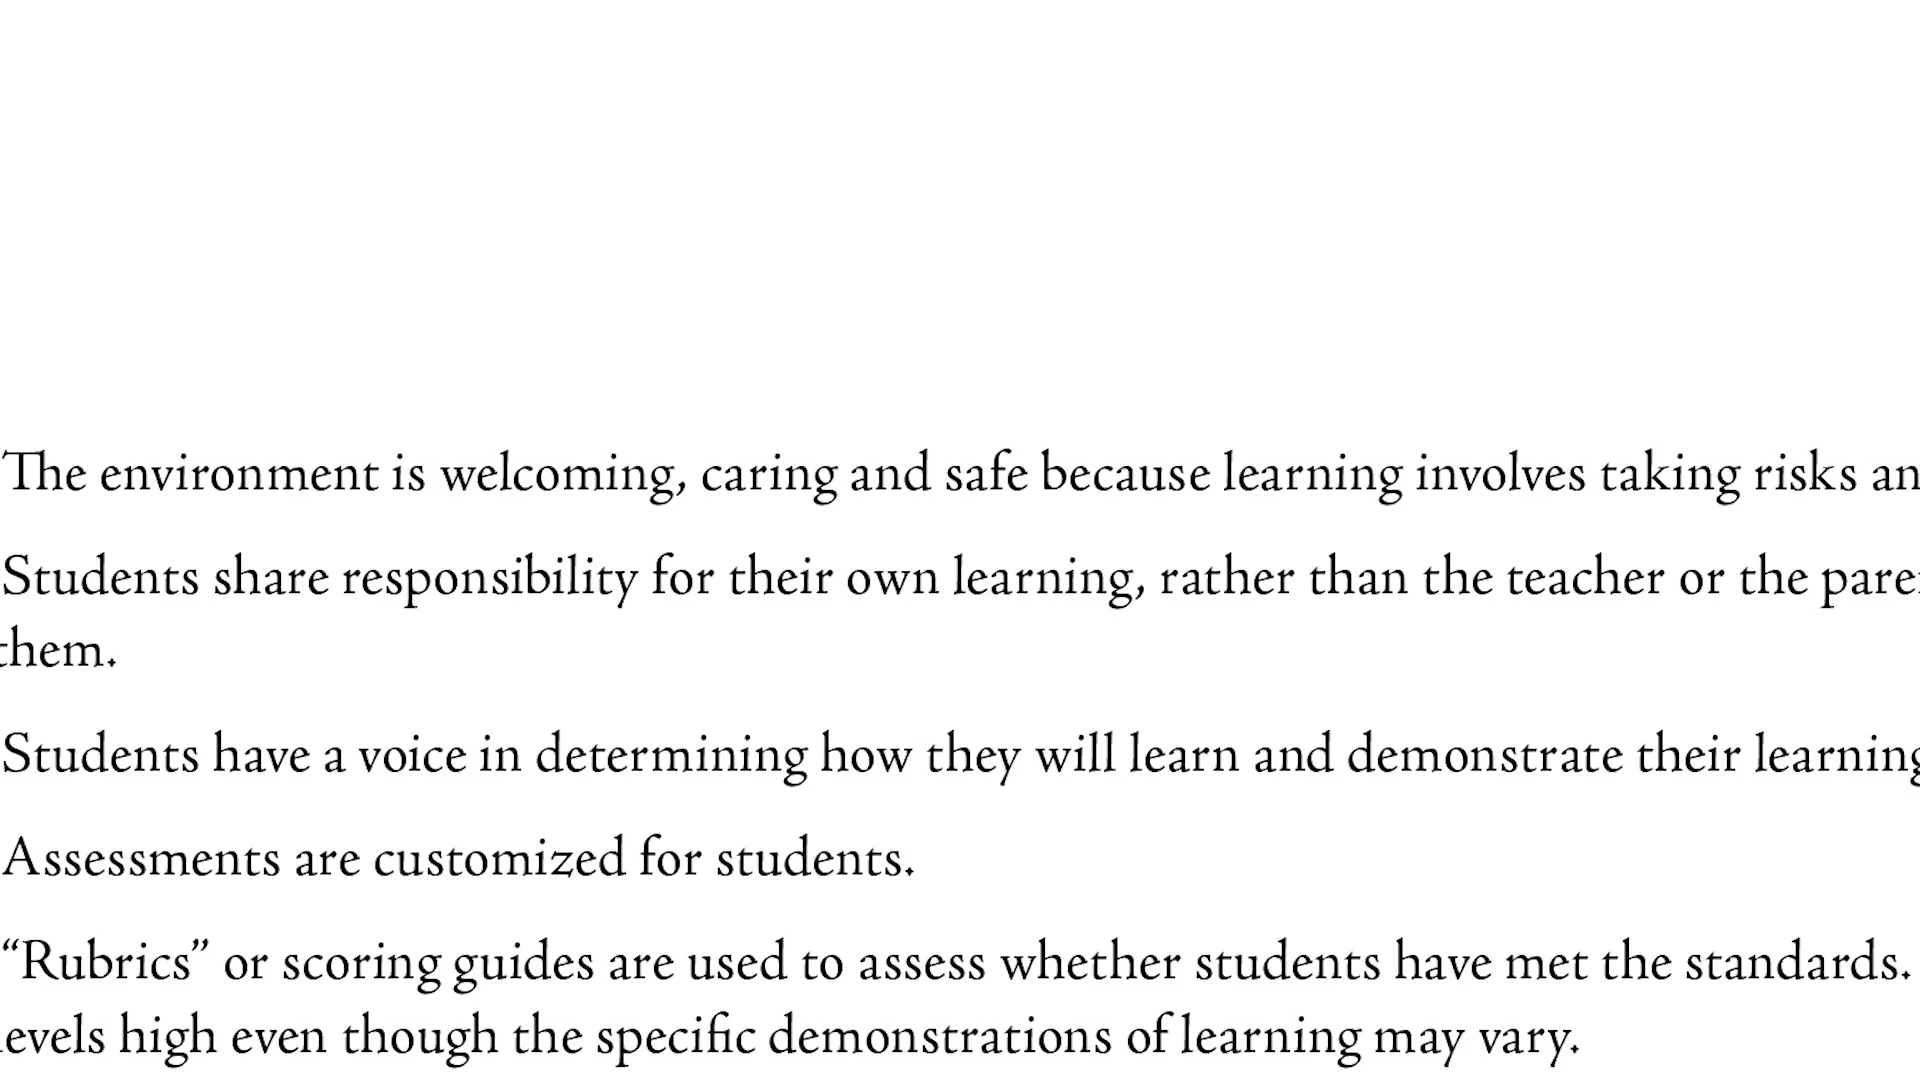 The environment is welcoming, caring and safe because learning involves taking risks an
Students share responsibility for their own learning, rather than the teacher or the pare
them.
Students have a voice in determining how they will learn and demonstrate their learning
Assessments are customized for students.
“Rubrics” or scoring guides are used to assess whether students have met the standards.
evels high even though the specific demonstrations of learning may vary.